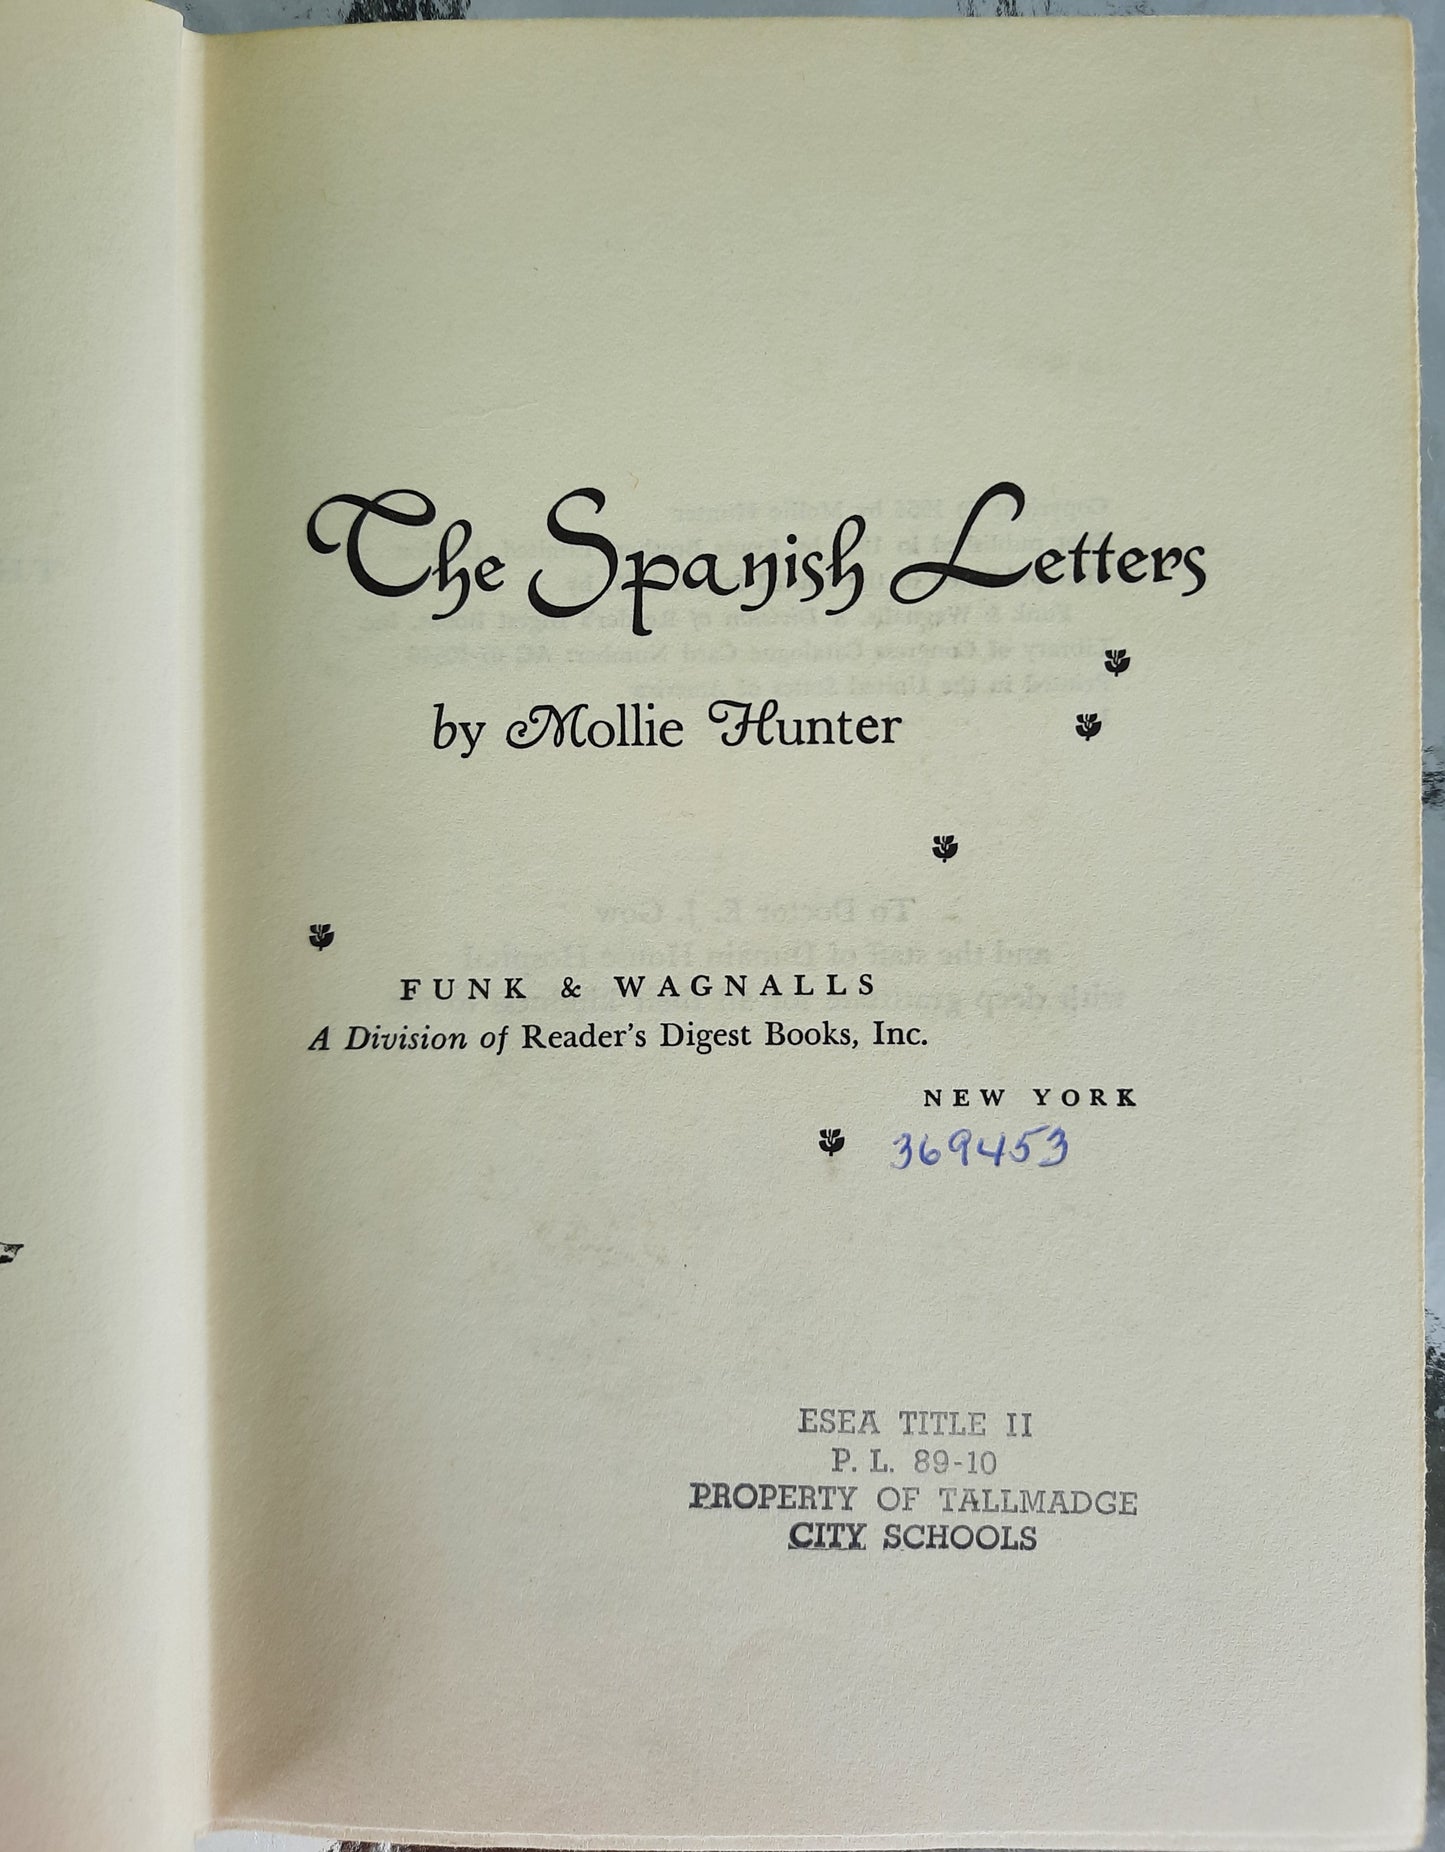 The Spanish Letters
by Mollie Hunter
FUNK & WAGNALLS
A Division of Reader's Digest Books, Inc.
NEW YORK
369453
ESEA TITLE II
P. L. 89-10
PROPERTY OF TALLMADGE
CITY SCHOOLS